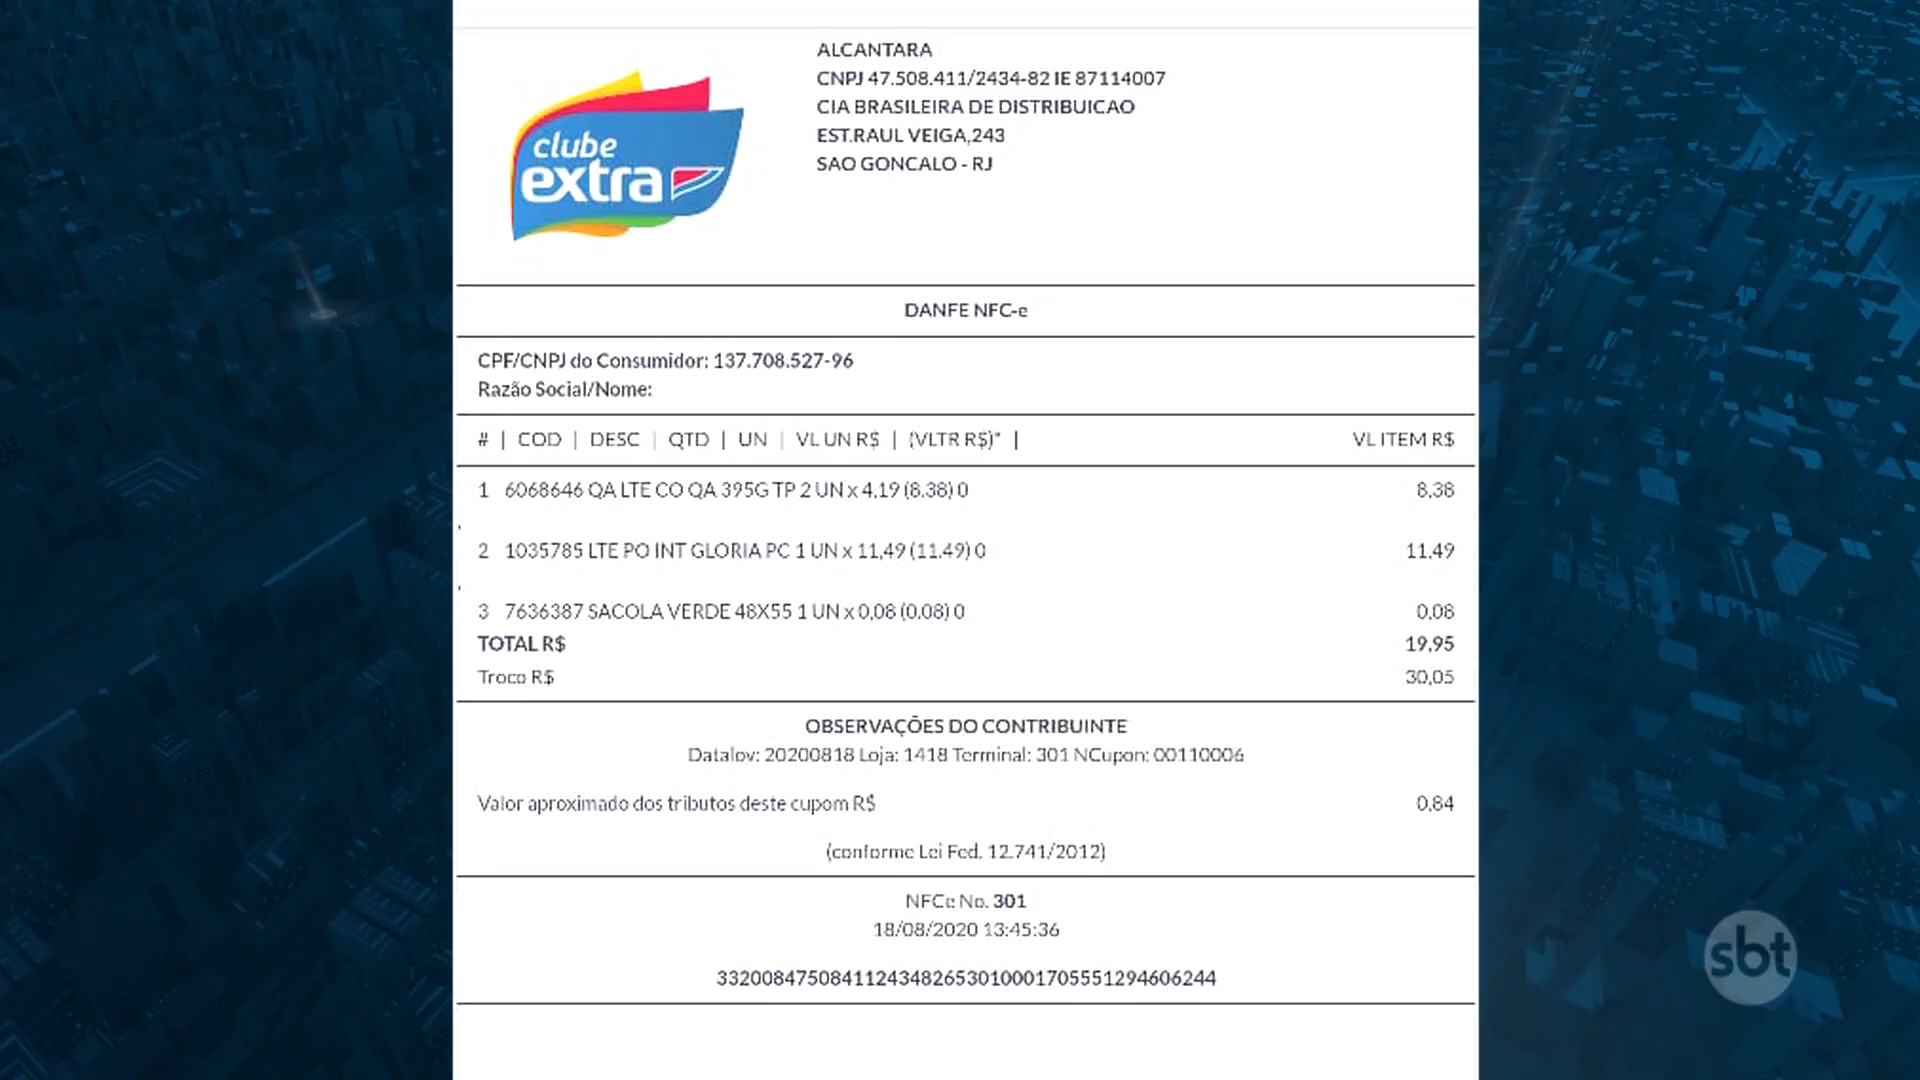 clube
extra
ALCANTARA
CNPJ 47.508.411/2434-82 IE 87114007
CIA BRASILEIRA DE DISTRIBUICAO
EST.RAUL VEIGA,243
SAO GONCALO - RJ
DANFE NFC-e
CPF/CNPJ do Consumidor: 137.708.527-96
Razão Social/Nome:
# | COD | DESC | QTD | UN | VL UN R$ | (VLTR R$)* | VL ITEM R$
1 6068646 QA LTE CO QA 395G TP 2 UN x 4,19 (8.38) 0 8,38
2 1035785 LTE PO INT GLORIA PC 1 UN x 11,49 (11.49) 0 11,49
3 7636387 SACOLA VERDE 48X55 1 UN x 0,08 (0.08) 0 0,08
TOTAL R$ 19,95
Troco R$ 30,05
OBSERVAÇÕES DO CONTRIBUINTE
Datalov: 20200818 Loja: 1418 Terminal: 301 NCupon: 00110006
Valor aproximado dos tributos deste cupom R$ 0,84
(conforme Lei Fed. 12.741/2012)
NFCe No. 301
18/08/2020 13:45:36
33200847508411243482653010001705551294606244
sbt